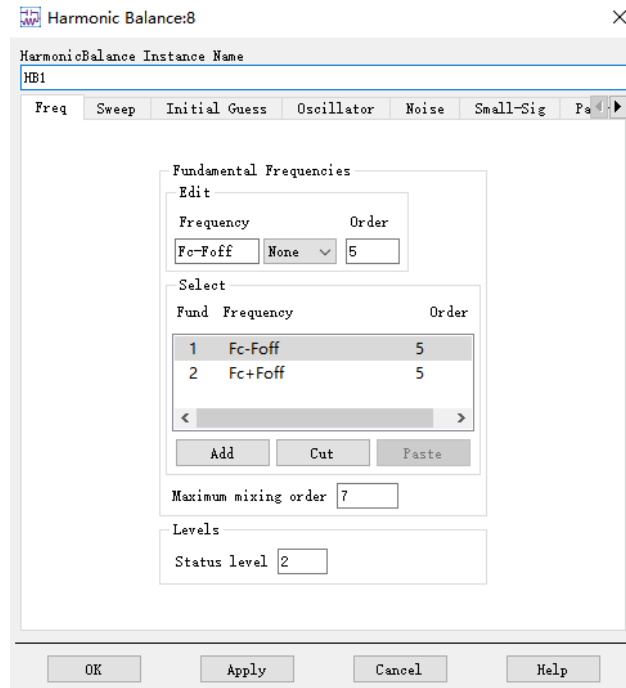 Harmonic Balance:8
HarmonicBalance Instance Name
HB1
Freq Sweep Initial Guess Oscillator Noise Small-Sig Pa
Fundamental Frequencies
Edit
Frequency Order
Fc-Foff None 5
Select
Fund Frequency Order
1 Fc-Foff 5
2 Fc+Foff 5
Add Cut Paste
Maximum mixing order 7
Levels
Status level 2
OK Apply Cancel Help